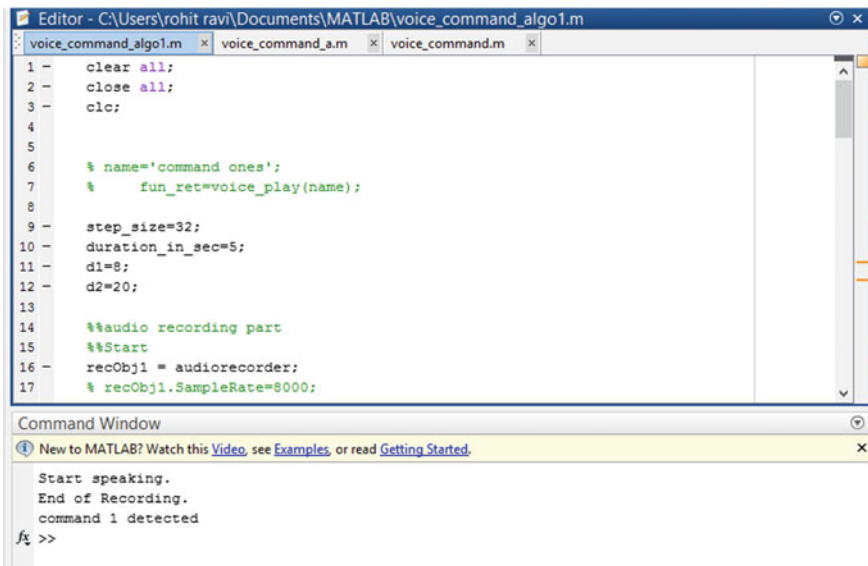 Editor - C:\Users\rohit ravi\Documents\MATLAB\voice_command_algo1.m
voice_command_algo1.m × voice_command_a.m × voice_command.m ×
1 - clear all;
2 - close all;
3 - clc;
4
5
6 % name='command ones';
7 % fun_ret=voice_play(name);
8
9 - step_size=32;
10 - duration_in_sec=5;
11 - d1=8;
12 - d2=20;
13
14 %%audio recording part
15 %%Start
16 - recObj1 = audiorecorder;
17 % recObj1.SampleRate=8000;
Command Window
New to MATLAB? Watch this Video, see Examples, or read Getting Started.
Start speaking.
End of Recording.
command 1 detected
fx >>